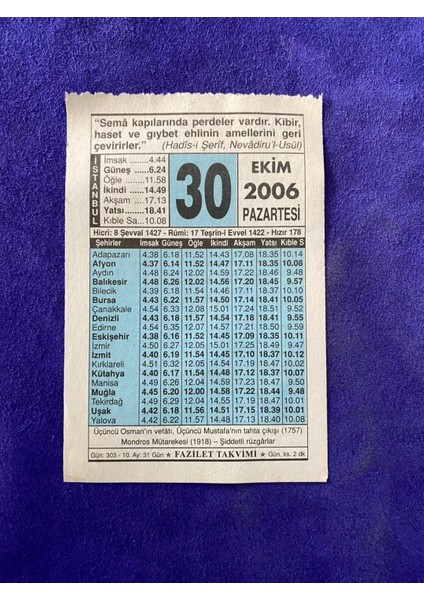 “Semâ kapılarında perdeler vardır. Kibir,
haset ve gıybet ehlinin amellerini geri
çevirirler.” (Hadîs-i Şerîf, Nevâdiru’l-Usûl)
İSTANBUL
İmsak ........4.44
Güneş ......6.24
Öğle .......11.58
İkindi ......14.49
Akşam ....17.13
Yatsı.......18.41
Kıble Sa...10.08
30
EKİM
2006
PAZARTESİ
Hicrî: 8 Şevval 1427 - Rûmi: 17 Teşrîn-i Evvel 1422 - Hızır 178
Şehirler İmsak Güneş Öğle İkindi Akşam Yatsı Kıble S
Adapazarı 4.38 6.18 11.52 14.43 17.08 18.35 10.14
Afyon 4.37 6.14 11.52 14.47 17.11 18.35 10.08
Aydın 4.48 6.24 12.02 14.59 17.22 18.46 9.48
Balıkesir 4.48 6.26 12.02 14.56 17.20 18.45 9.57
Bilecik 4.39 6.18 11.52 14.46 17.11 18.37 10.10
Bursa 4.43 6.22 11.57 14.50 17.14 18.41 10.05
Çanakkale 4.54 6.33 12.07 15.01 17.24 18.51 9.52
Denizli 4.43 6.18 11.57 14.54 17.18 18.41 9.55
Edirne 4.54 6.35 12.07 14.57 17.21 18.50 9.59
Eskişehir 4.38 6.16 11.52 14.45 17.09 18.35 10.11
İzmir 4.50 6.27 12.05 15.01 17.25 18.49 9.47
İzmit 4.40 6.19 11.54 14.45 17.10 18.37 10.12
Kırklareli 4.51 6.32 12.05 14.54 17.19 18.47 10.02
Kütahya 4.40 6.17 11.54 14.48 17.12 18.37 10.07
Manisa 4.49 6.26 12.04 14.59 17.23 18.47 9.50
Muğla 4.45 6.20 12.00 14.58 17.22 18.44 9.48
Tekirdağ 4.49 6.29 12.04 14.55 17.19 18.47 10.01
Uşak 4.42 6.18 11.56 14.51 17.15 18.39 10.01
Yalova 4.42 6.22 11.57 14.48 17.13 18.40 10.08
Üçüncü Osman’ın vefâtı, Üçüncü Mustafa’nın tahta çıkışı (1757)
Mondros Mütarekesi (1918) – Şiddetli rüzgârlar
Gün: 303 - 10. Ay: 31 Gün ★ FAZİLET TAKVİMİ ★ Gün. ks. 2 dk